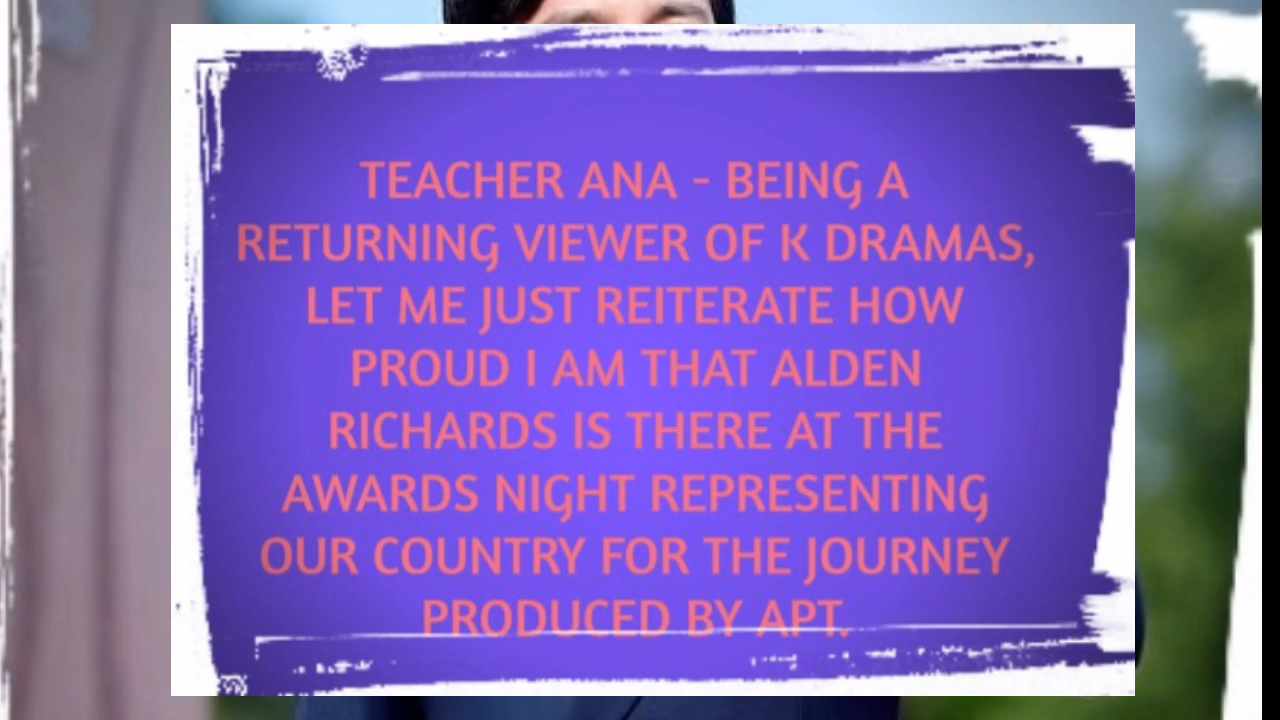 TEACHER ANA - BEING A
RETURNING VIEWER OF K DRAMAS,
LET ME JUST REITERATE HOW
PROUD I AM THAT ALDEN
RICHARDS IS THERE AT THE
AWARDS NIGHT REPRESENTING
OUR COUNTRY FOR THE JOURNEY
PRODUCED BY APT.